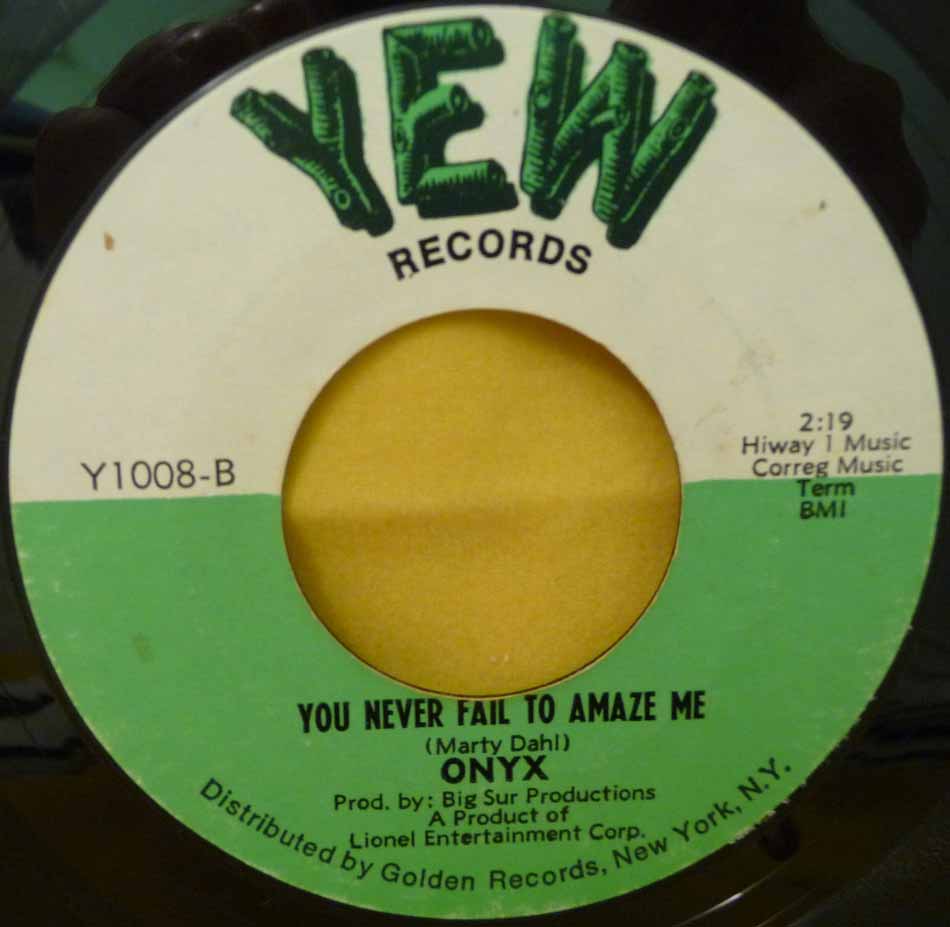 YEW
RECORDS
Y1008-B
2:19
Hiway 1 Music
Correg Music
Term
BMI
YOU NEVER FAIL TO AMAZE ME
(Marty Dahl)
ONYX
Prod. by: Big Sur Productions
A Product of
Lionel Entertainment Corp.
Distributed by Golden Records, New York, N.Y.